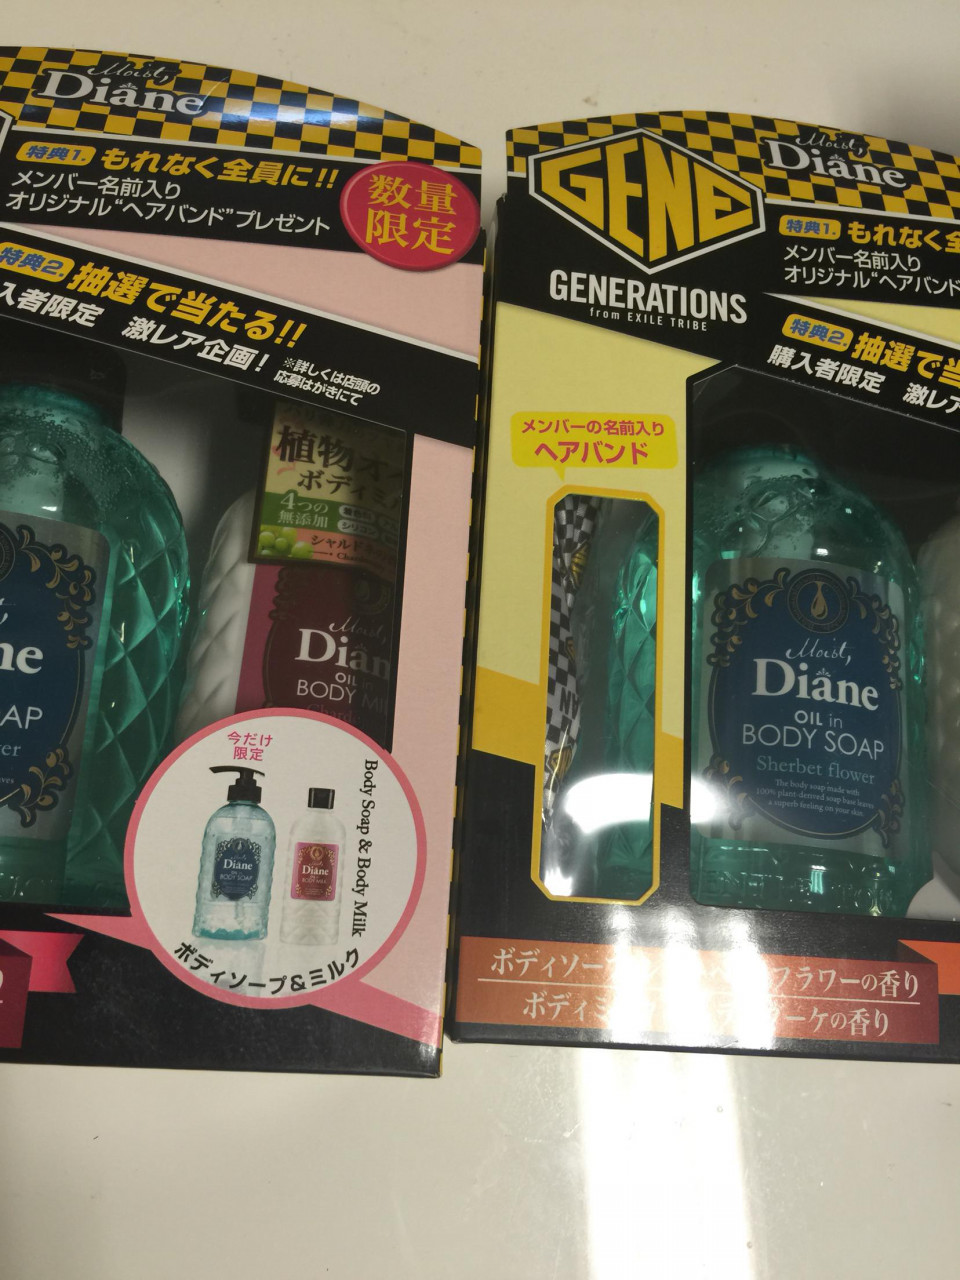 Moist,
Diane
特典1. もれなく全員に!!
メンバー名前入り
オリジナル“ヘアバンド”プレゼント
数量
限定
特典2. 抽選で当たる!!
入者限定 激レア企画!
※詳しくは店頭の
応募はがきにて
植物オイ
ボディミ
4つの
無添加
Moist,
Dian
OIL in
BODY MI
ne
OAP
er
今だけ
限定
Diane
BODY SOAP
Diane
BODY MILK
Body Soap & Body Milk
ボディソープ&ミルク
Moist,
Diane
GENE
GENERATIONS
from EXILE TRIBE
特典1. もれなく全
メンバー名前入り
オリジナル“ヘアバンド
特典2. 抽選で当
購入者限定 激レア
メンバーの名前入り
ヘアバンド
Moist,
Diane
OIL in
BODY SOAP
Sherbet flower
The body soap made with
100% plant-derived soap base leaves
a superb feeling on your skin.
ボディソー フラワーの香り
ボディミ ーケの香り